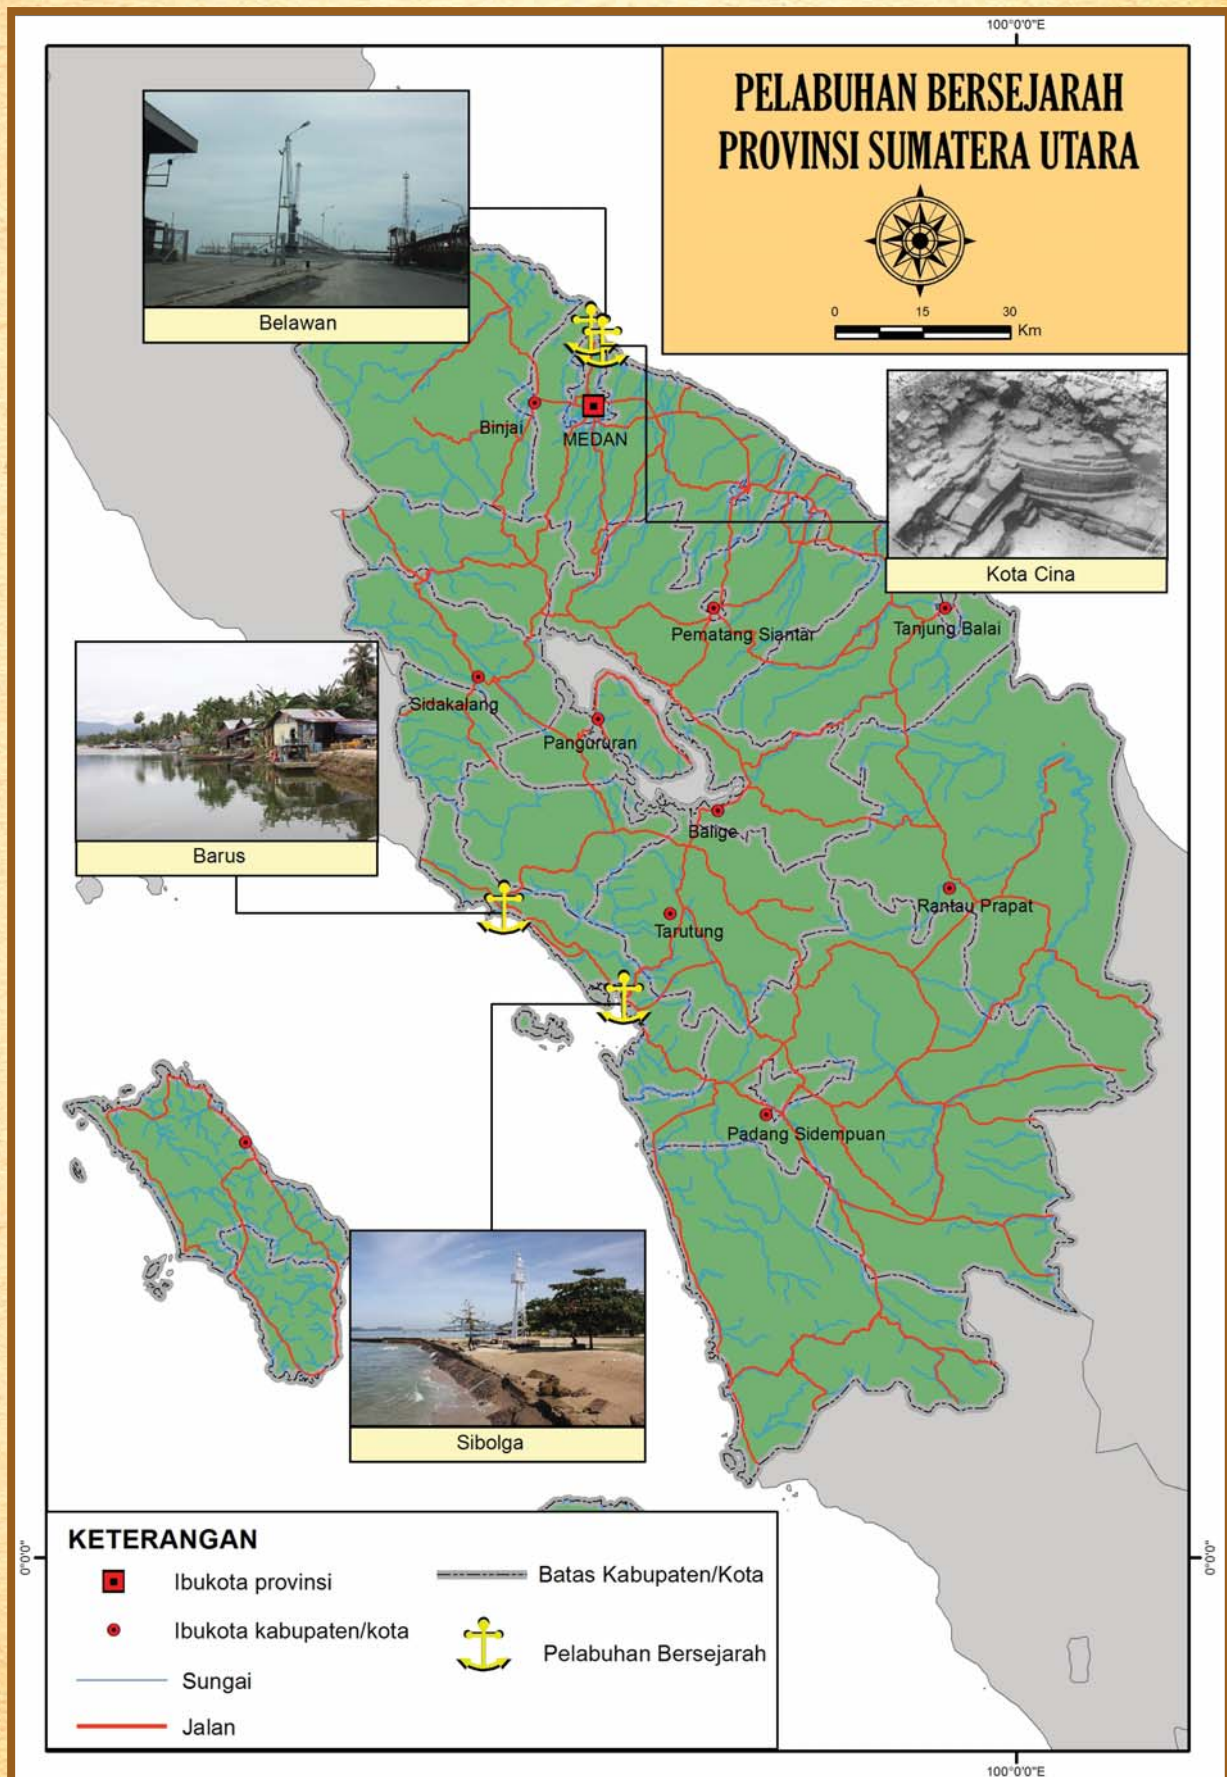 100°0'0"E
PELABUHAN BERSEJARAH
PROVINSI SUMATERA UTARA
0 15 30
Km
Belawan
Binjai
MEDAN
Kota Cina
Pematang Siantar
Tanjung Balai
Sidakalang
Pangururan
Balige
Barus
Rantau Prapat
Tarutung
Padang Sidempuan
Sibolga
KETERANGAN
Ibukota provinsi
Ibukota kabupaten/kota
Sungai
Jalan
Batas Kabupaten/Kota
Pelabuhan Bersejarah
0°0'0"
0°0'0"
100°0'0"E